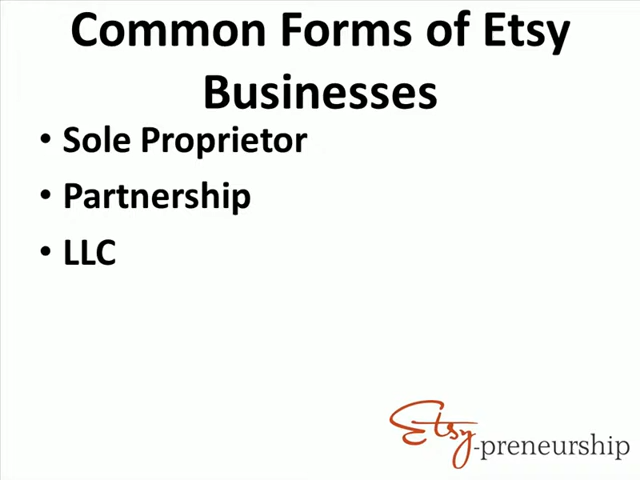 Common Forms of Etsy
Businesses
• Sole Proprietor
• Partnership
• LLC
Etsy-preneurship